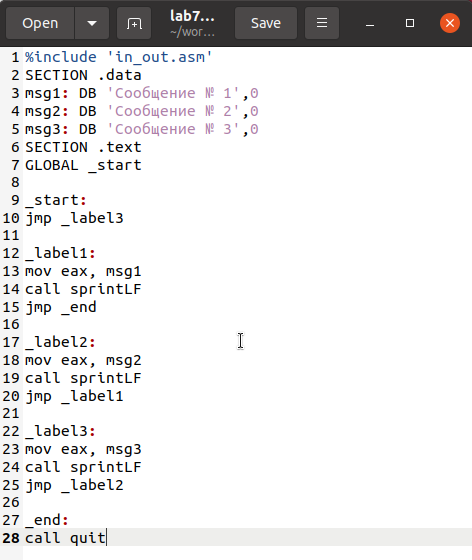 Open
lab7...
~/wor...
Save
1 %include 'in_out.asm'
2 SECTION .data
3 msg1: DB 'Сообщение № 1',0
4 msg2: DB 'Сообщение № 2',0
5 msg3: DB 'Сообщение № 3',0
6 SECTION .text
7 GLOBAL _start
8
9 _start:
10 jmp _label3
11
12 _label1:
13 mov eax, msg1
14 call sprintLF
15 jmp _end
16
17 _label2:
18 mov eax, msg2
19 call sprintLF
20 jmp _label1
21
22 _label3:
23 mov eax, msg3
24 call sprintLF
25 jmp _label2
26
27 _end:
28 call quit